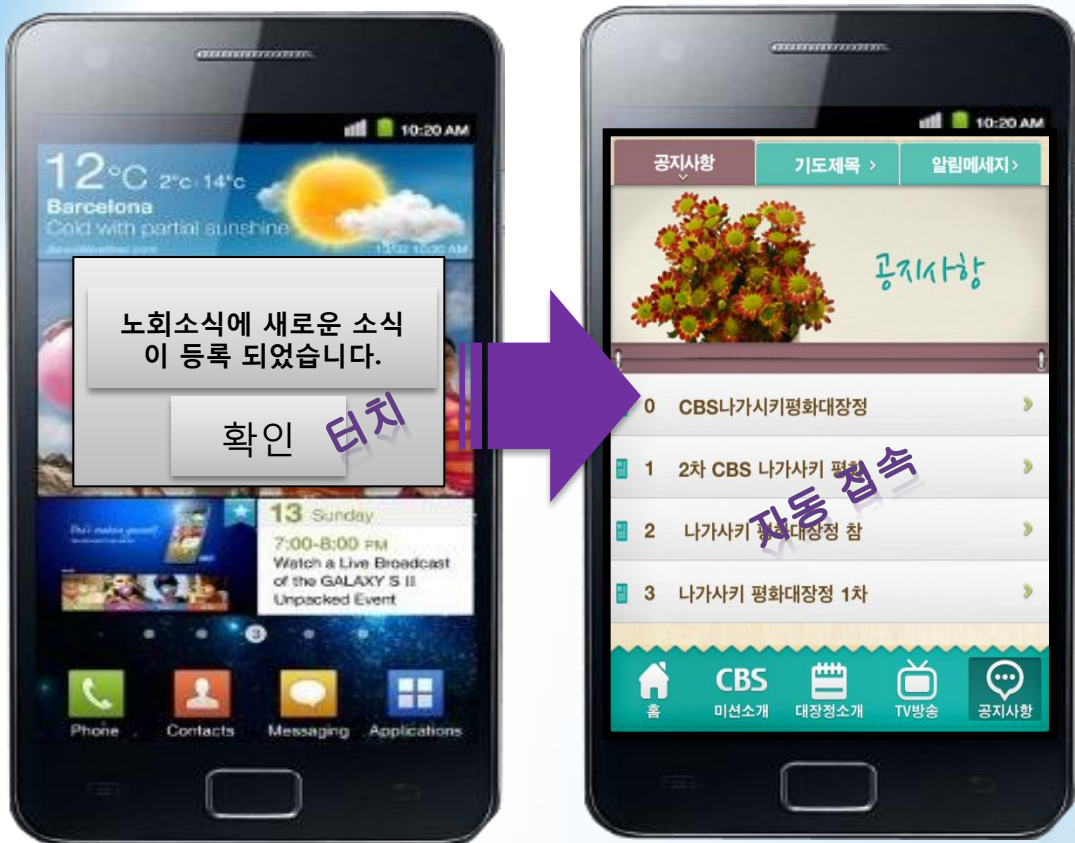 10:20 AM
12°C 2°c 14°c
Barcelona
Cold with partial sunshine
노회소식에 새로운 소식
이 등록 되었습니다.
확인
터치
13 Sunday
7:00-8:00 PM
Watch a Live Broadcast
of the GALAXY S II
Unpacked Event
3
Phone
Contacts
Messaging
Applications
10:20 AM
공지사항
기도제목 >
알림메세지 >
공지사항
0 CBS나가시키평화대장정
1 2차 CBS 나가사키
자동 접속
2 나가사키 평화대장정 참
3 나가사키 평화대장정 1차
홈
CBS
미션소개
대장정소개
TV방송
공지사항